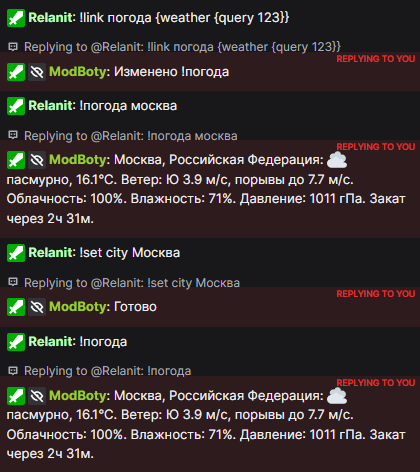 Relanit: !link погода {weather {query 123}}
Replying to @Relanit: !link погода {weather {query 123}}
REPLYING TO YOU
ModBoty: Изменено !погода
Relanit: !погода москва
Replying to @Relanit: !погода москва
REPLYING TO YOU
ModBoty: Москва, Российская Федерация: ☁️
пасмурно, 16.1°C. Ветер: Ю 3.9 м/с, порывы до 7.7 м/с.
Облачность: 100%. Влажность: 71%. Давление: 1011 гПа. Закат
через 2ч 31м.
Relanit: !set city Москва
Replying to @Relanit: !set city Москва
REPLYING TO YOU
ModBoty: Готово
Relanit: !погода
Replying to @Relanit: !погода
REPLYING TO YOU
ModBoty: Москва, Российская Федерация: ☁️
пасмурно, 16.1°C. Ветер: Ю 3.9 м/с, порывы до 7.7 м/с.
Облачность: 100%. Влажность: 71%. Давление: 1011 гПа. Закат
через 2ч 31м.